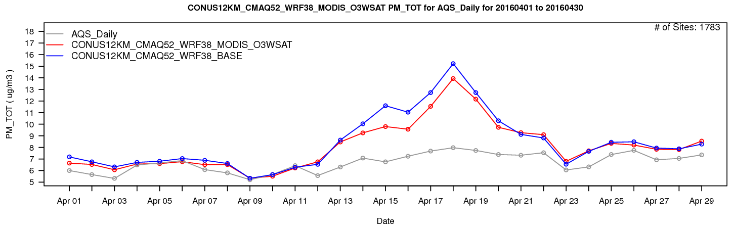 CONUS12KM_CMAQ52_WRF38_MODIS_O3WSAT PM_TOT for AQS_Daily for 20160401 to 20160430
# of Sites: 1783
AQS_Daily
CONUS12KM_CMAQ52_WRF38_MODIS_O3WSAT
CONUS12KM_CMAQ52_WRF38_BASE
PM_TOT ( ug/m3 )
18
17
16
15
14
13
12
11
10
9
8
7
6
5
Apr 01 Apr 03 Apr 05 Apr 07 Apr 09 Apr 11 Apr 13 Apr 15 Apr 17 Apr 19 Apr 21 Apr 23 Apr 25 Apr 27 Apr 29
Date